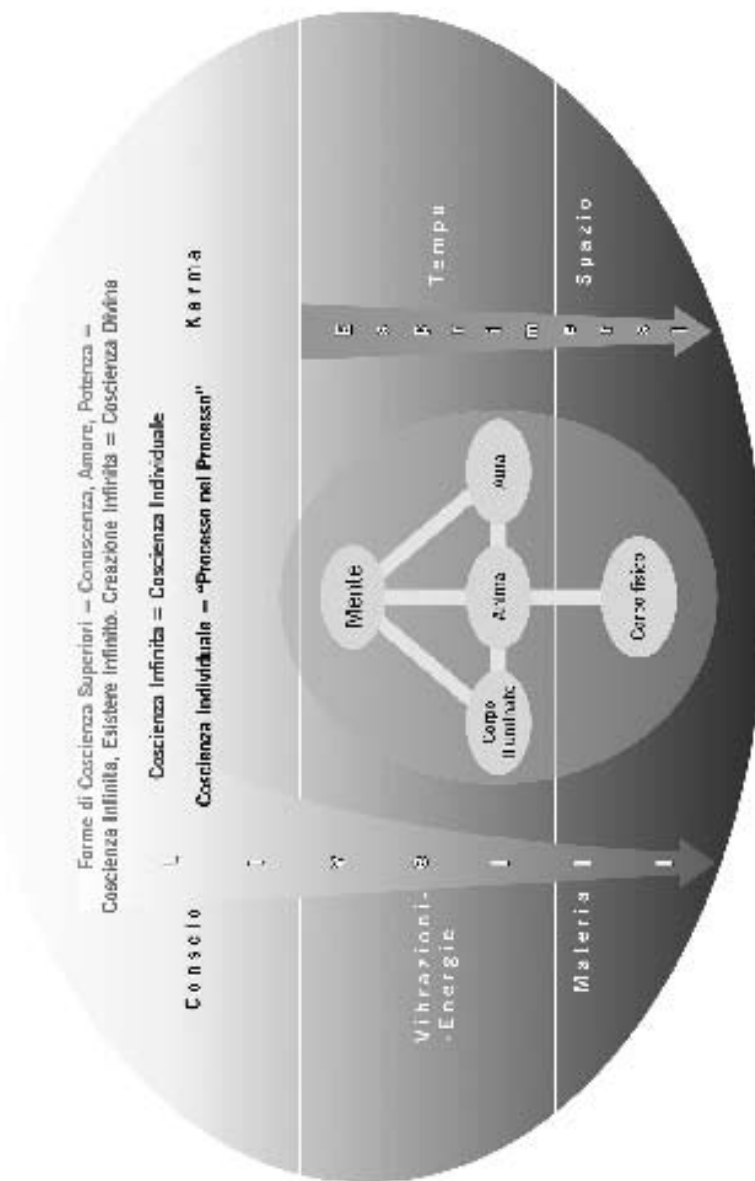 Forme di Coscienza Superiori = Conoscenza, Amore, Potenza =
Coscienza Infinita, Esistere Infinito, Creazione Infinita = Coscienza Divina
Coscienza Infinita = Coscienza Individuale
Coscienza Individuale = "Processo nel Processo"
Conscio
Karma
Livelli
Esprimersi
Vibrazioni-
-Energie
Tempo
Materia
Spazio
Mente
Corpo
Illuminato
Anima
Aura
Corpo fisico